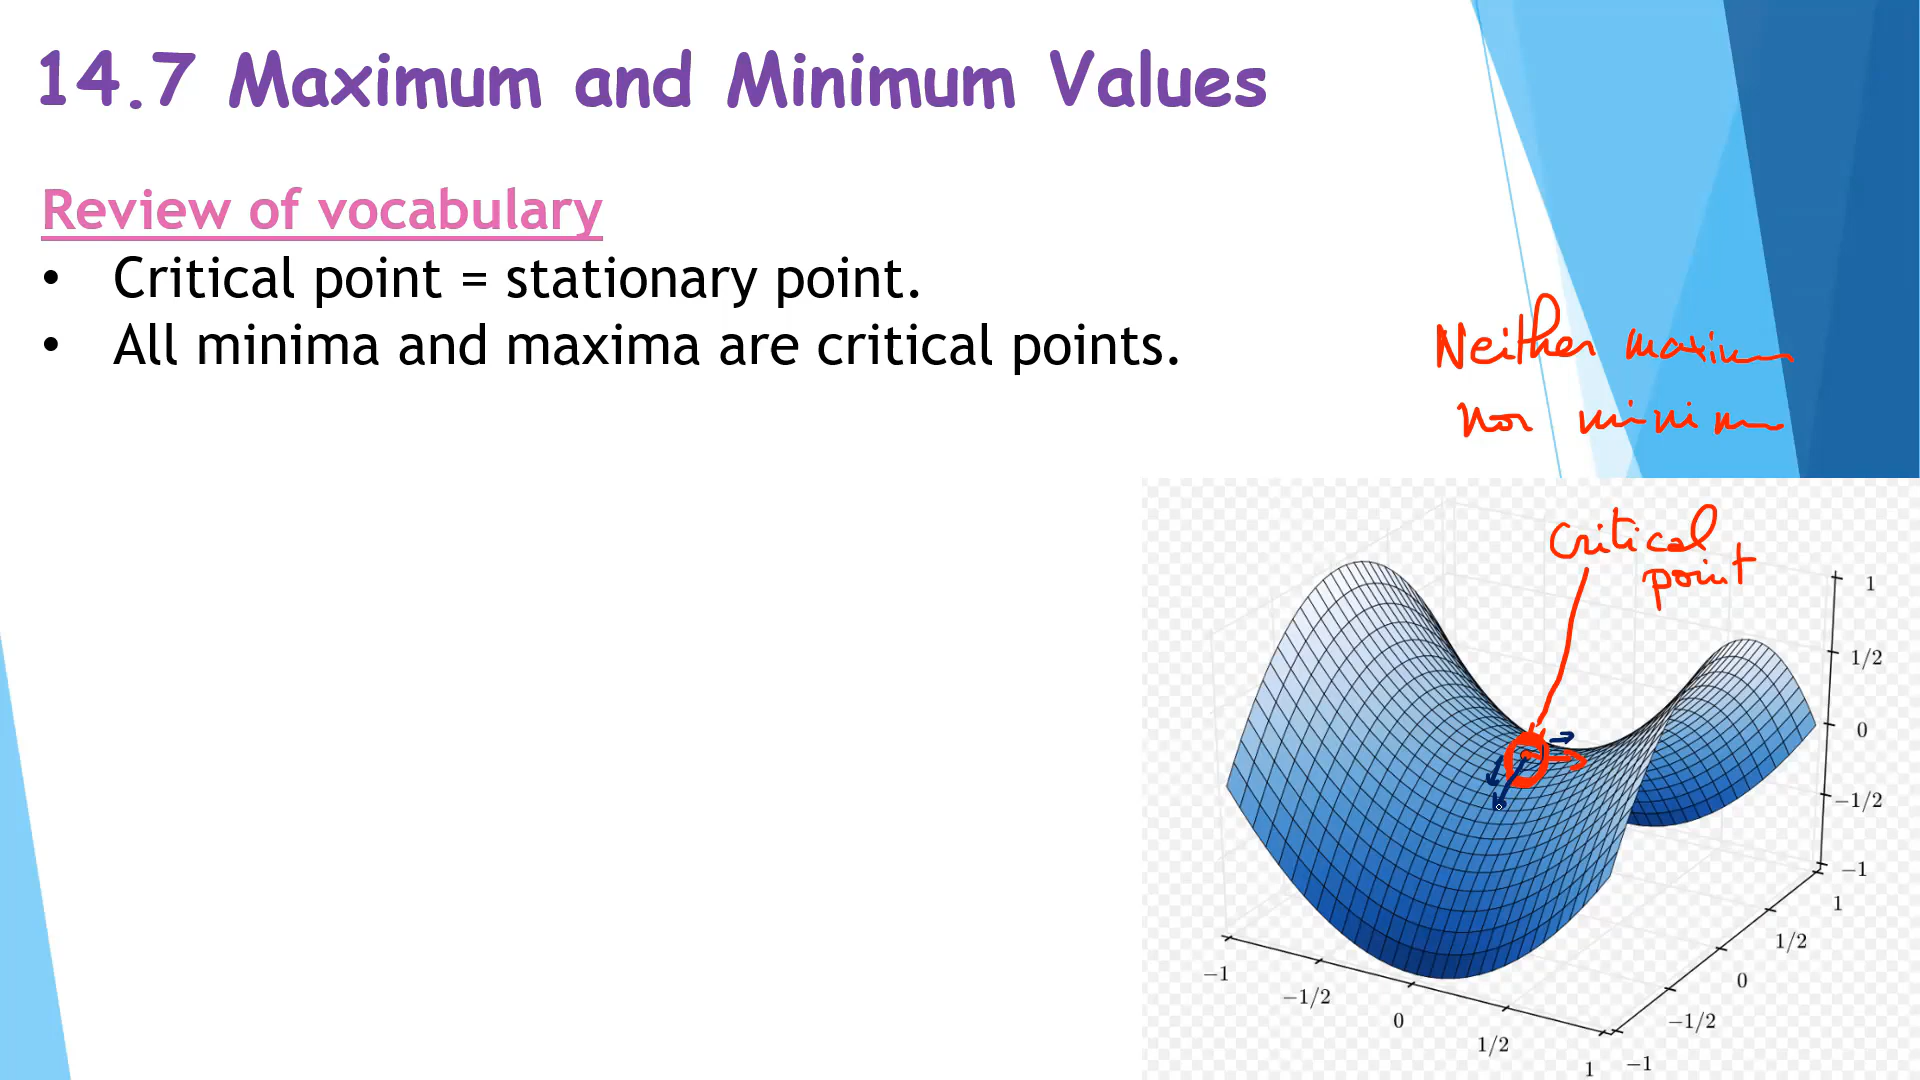 14.7 Maximum and Minimum Values
Review of vocabulary
• Critical point = stationary point.
• All minima and maxima are critical points.
Neither maximum
nor minimum
Critical
point
1
1/2
0
−1/2
−1
1
1/2
0
−1/2
−1
−1
−1/2
0
1/2
1